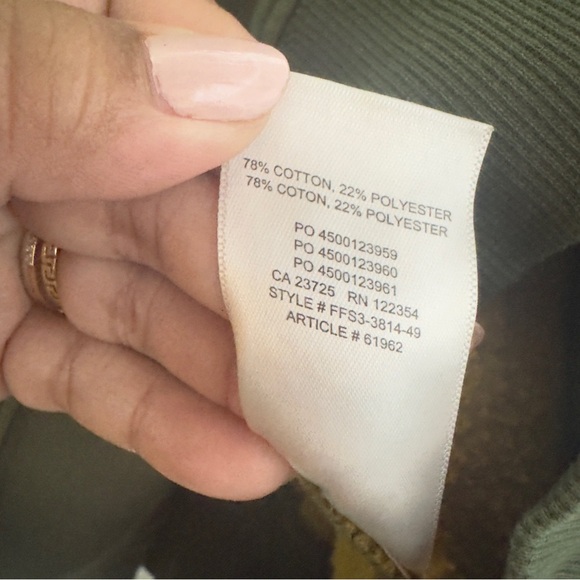 78% COTTON, 22% POLYESTER
78% COTON, 22% POLYESTER
PO 4500123959
PO 4500123960
PO 4500123961
CA 23725 RN 122354
STYLE # FFS3-3814-49
ARTICLE # 61962